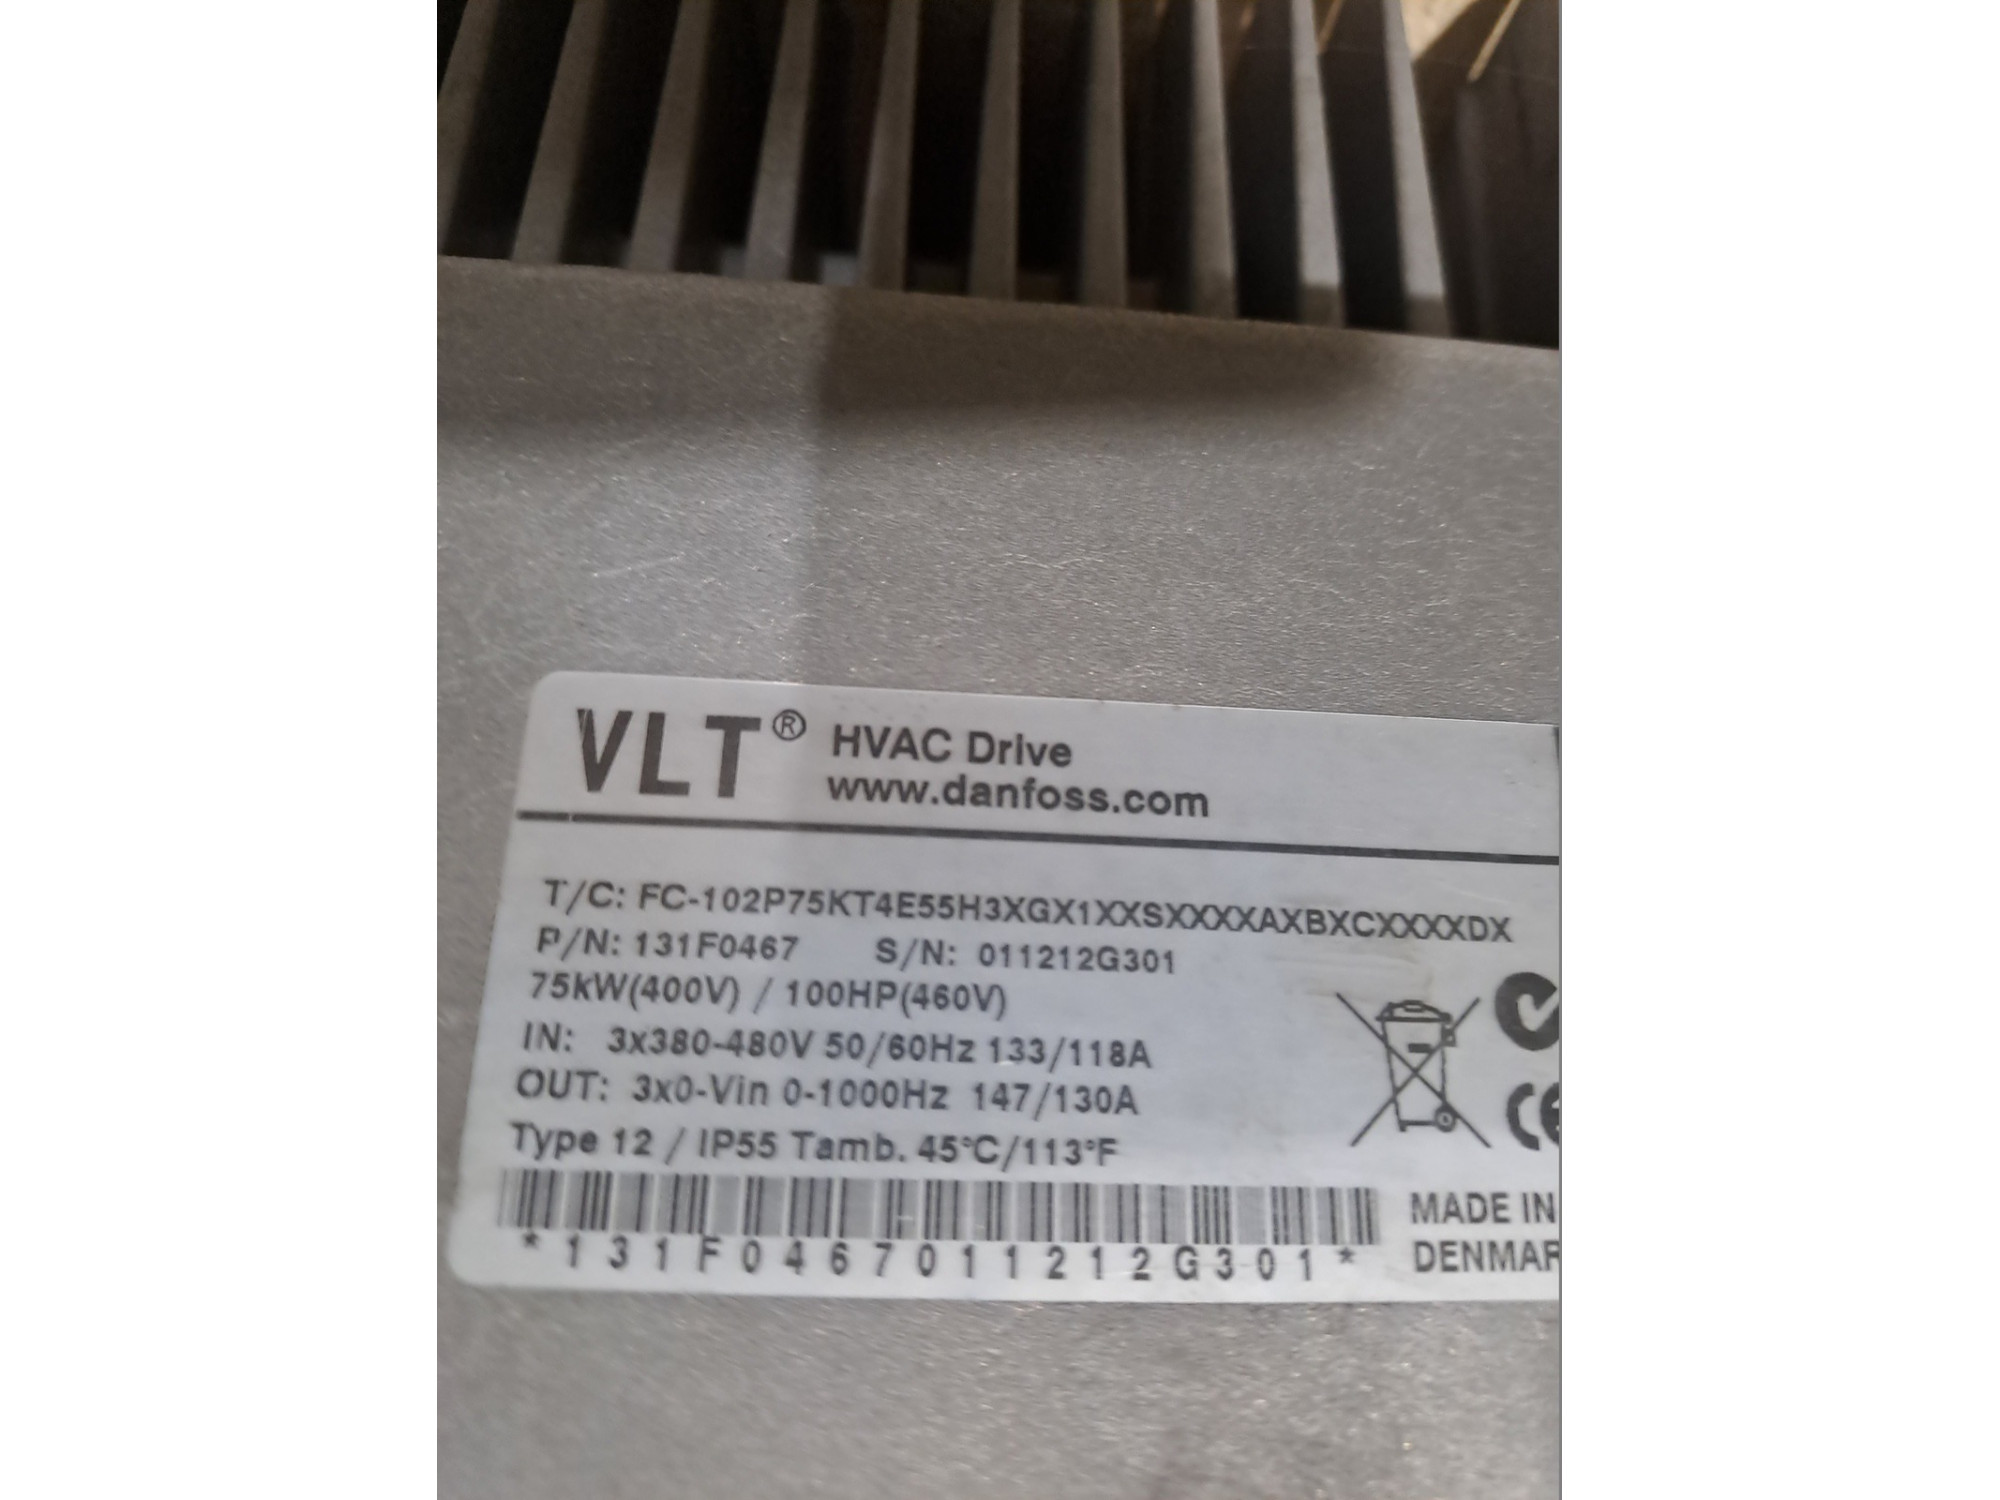 VLT® HVAC Drive
www.danfoss.com
T/C: FC-102P75KT4E55H3XGX1XXSXXXXAXBXCXXXXDX
P/N: 131F0467 S/N: 011212G301
75kW(400V) / 100HP(460V)
IN: 3x380-480V 50/60Hz 133/118A
OUT: 3x0-Vin 0-1000Hz 147/130A
Type 12 / IP55 Tamb. 45°C/113°F
*131F0467011212G301*
MADE IN
DENMAR